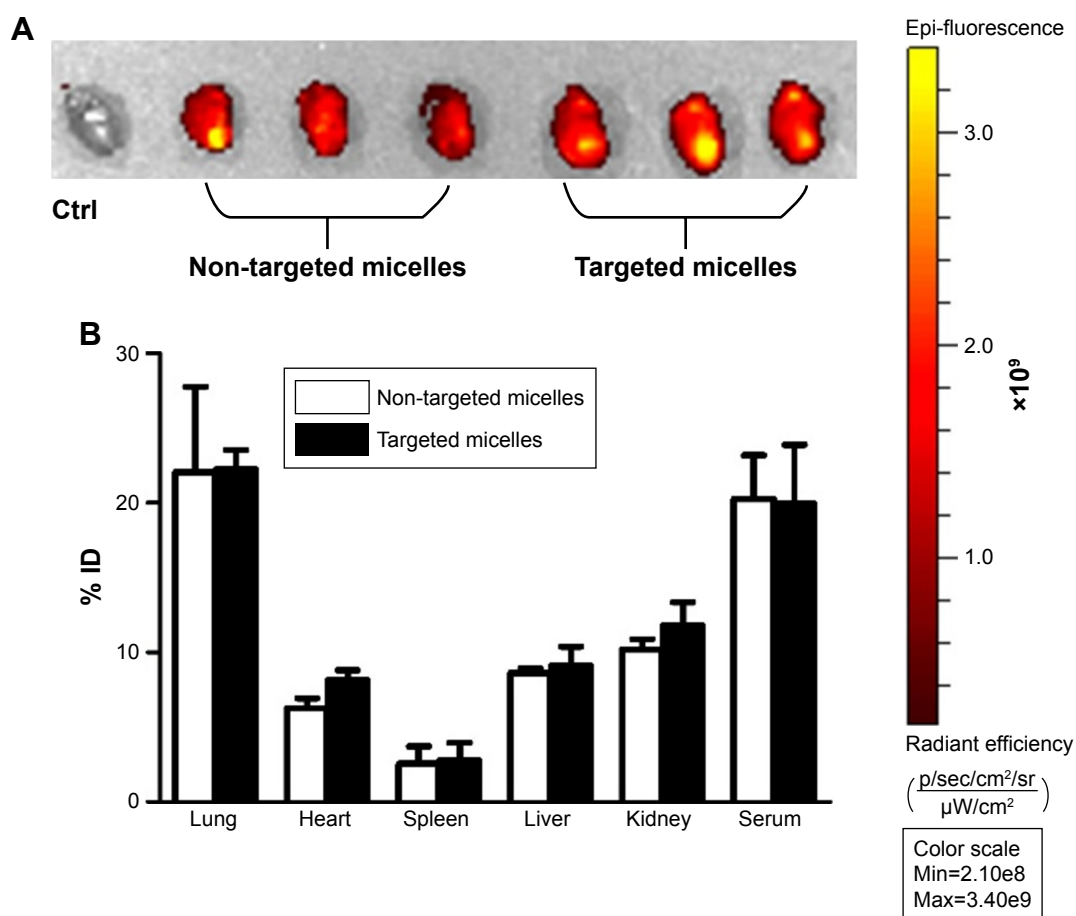 A
Ctrl
Non-targeted micelles
Targeted micelles
Epi-fluorescence
3.0
2.0
1.0
×10⁹
Radiant efficiency
(p/sec/cm²/sr
µW/cm²)
Color scale
Min=2.10e8
Max=3.40e9
B
% ID
30
20
10
0
Non-targeted micelles
Targeted micelles
Lung Heart Spleen Liver Kidney Serum